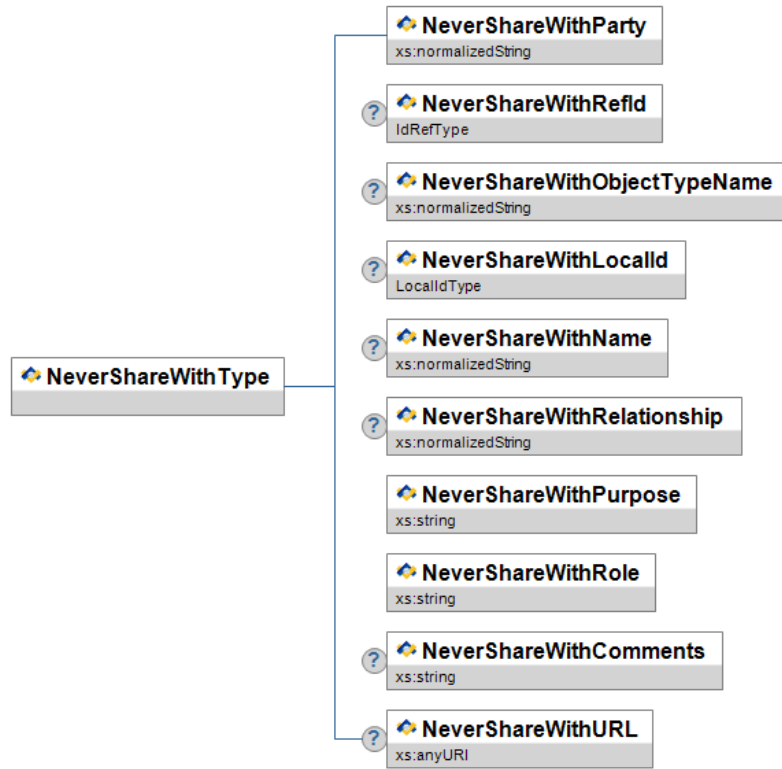 NeverShareWithParty
xs:normalizedString
?
NeverShareWithRefId
IdRefType
?
NeverShareWithObjectTypeName
xs:normalizedString
?
NeverShareWithLocalId
LocalIdType
?
NeverShareWithName
xs:normalizedString
NeverShareWithType
?
NeverShareWithRelationship
xs:normalizedString
NeverShareWithPurpose
xs:string
NeverShareWithRole
xs:string
?
NeverShareWithComments
xs:string
?
NeverShareWithURL
xs:anyURI